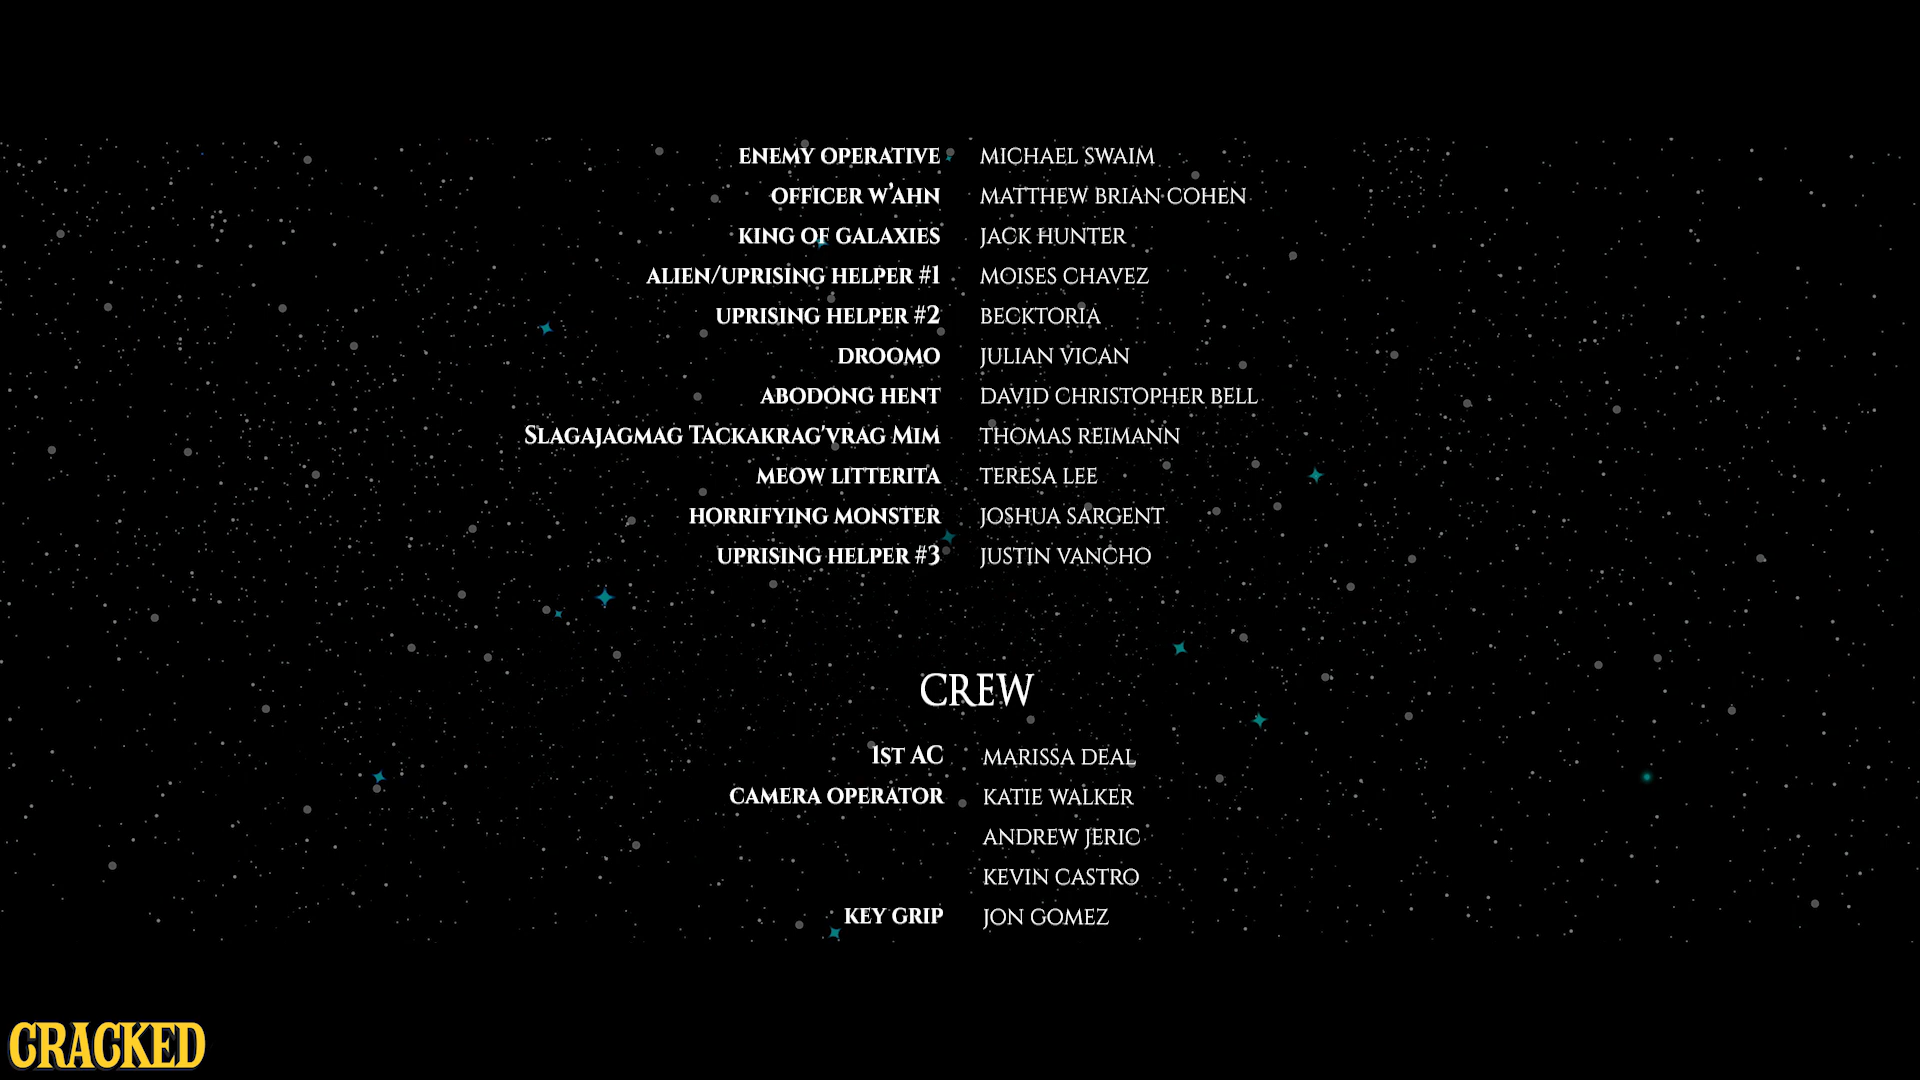 ENEMY OPERATIVE MICHAEL SWAIM
OFFICER W'AHN MATTHEW BRIAN COHEN
KING OF GALAXIES JACK HUNTER
ALIEN/UPRISING HELPER #1 MOISES CHAVEZ
UPRISING HELPER #2 BECKTORIA
DROOMO JULIAN VICAN
ABODONG HENT DAVID CHRISTOPHER BELL
SLAGAJAGMAG TACKAKRAG'VRAG MIM THOMAS REIMANN
MEOW LITTERITA TERESA LEE
HORRIFYING MONSTER JOSHUA SARGENT
UPRISING HELPER #3 JUSTIN VANCHO
CREW
1ST AC MARISSA DEAL
CAMERA OPERATOR KATIE WALKER
ANDREW JERIC
KEVIN CASTRO
KEY GRIP JON GOMEZ
CRACKED